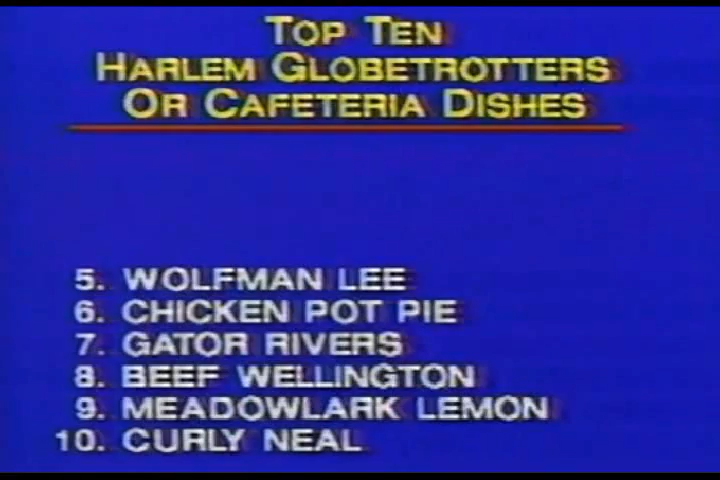 TOP TEN
HARLEM GLOBETROTTERS
OR CAFETERIA DISHES
5. WOLFMAN LEE
6. CHICKEN POT PIE
7. GATOR RIVERS
8. BEEF WELLINGTON
9. MEADOWLARK LEMON
10. CURLY NEAL